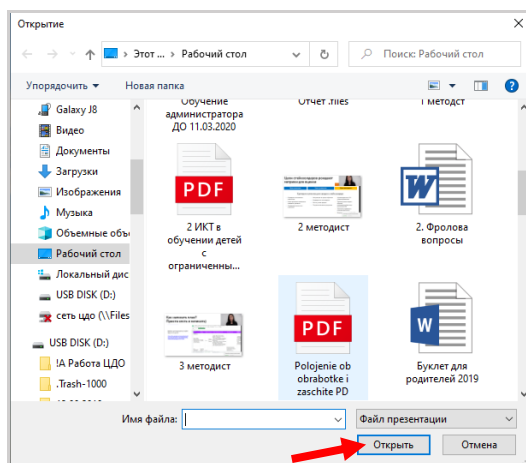 Открытие
Этот ... › Рабочий стол
Поиск: Рабочий стол
Упорядочить
Новая папка
Galaxy J8
Видео
Документы
Загрузки
Изображения
Музыка
Объемные объ
Рабочий стол
Локальный дис
USB DISK (D:)
сеть цдо (\\Files
USB DISK (D:)
!А Работа ЦДО
.Trash-1000
Обучение
администратора
ДО 11.03.2020
Отчет .files
1 методст
PDF
2 ИКТ в
обучении детей
с
ограниченны...
2 методист
W
2. Фролова
вопросы
3 методист
PDF
Polojenie ob
obrabotke i
zaschite PD
W
Буклет для
родителей 2019
Имя файла:
Файл презентации
Открыть
Отмена